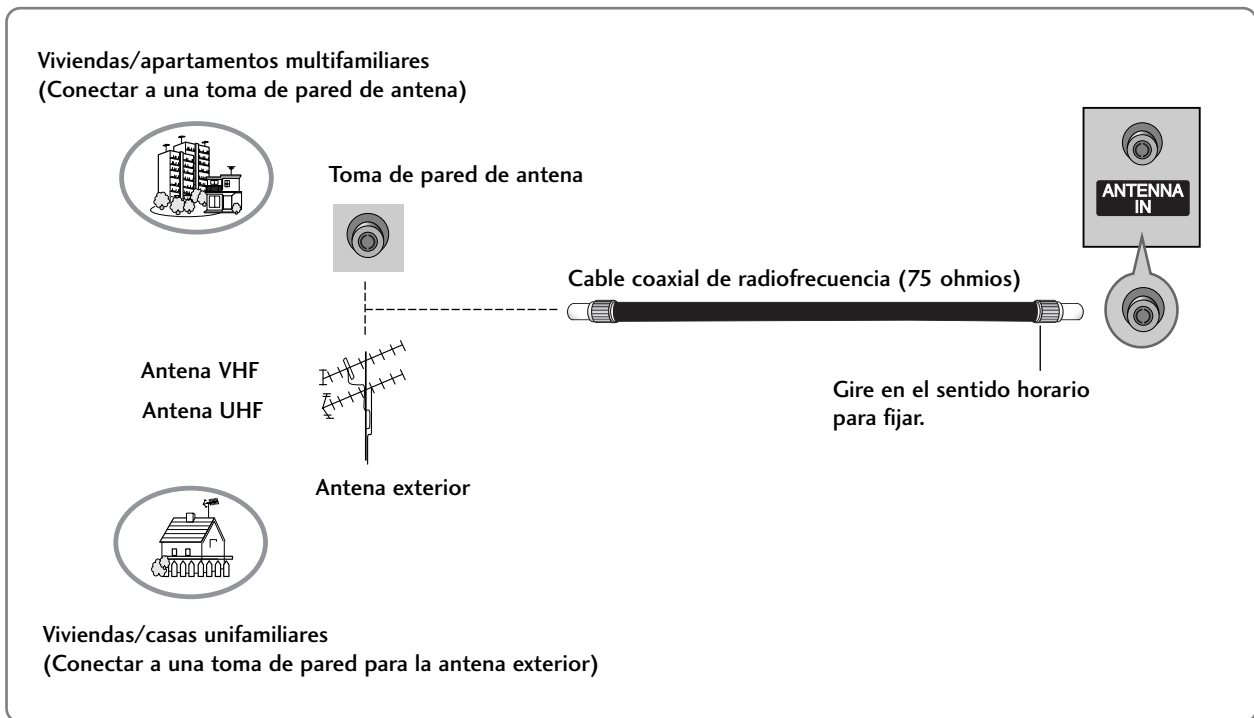 Viviendas/apartamentos multifamiliares
(Conectar a una toma de pared de antena)
Toma de pared de antena
ANTENNA
IN
Cable coaxial de radiofrecuencia (75 ohmios)
Antena VHF
Antena UHF
Gire en el sentido horario
para fijar.
Antena exterior
Viviendas/casas unifamiliares
(Conectar a una toma de pared para la antena exterior)